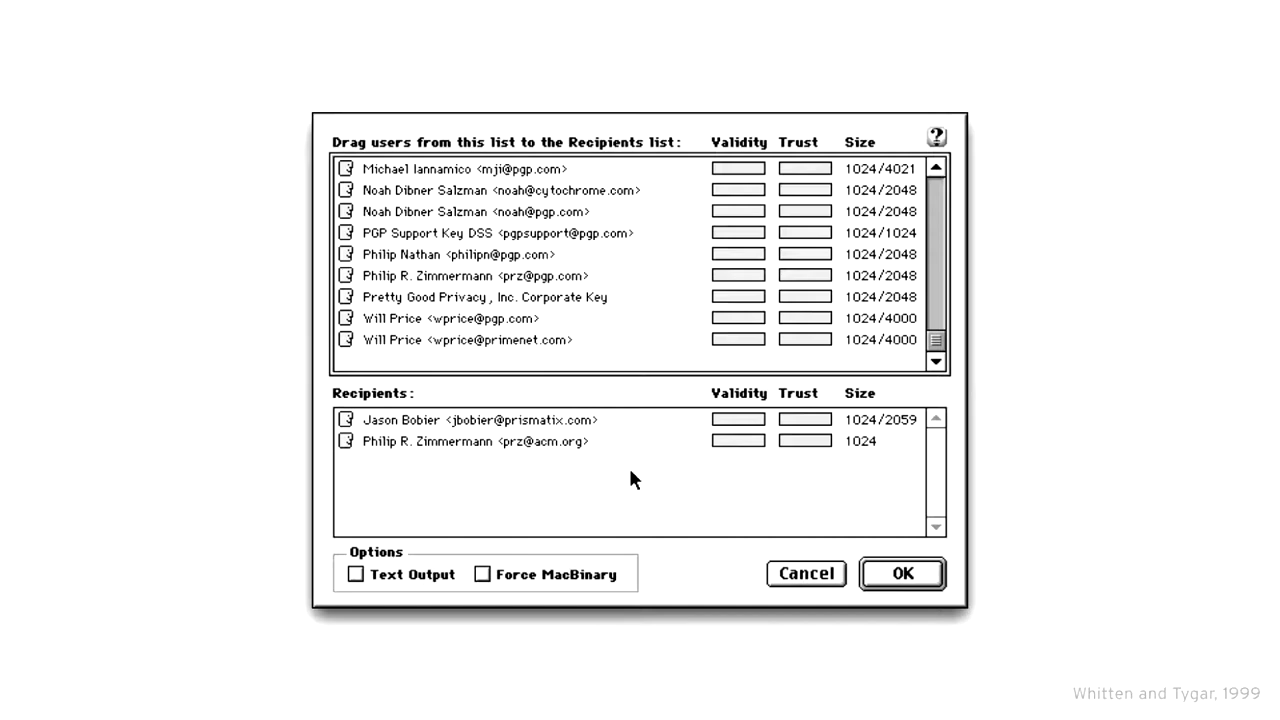 Drag users from this list to the Recipients list: Validity Trust Size ?
Michael Iannamico <mji@pgp.com> 1024/4021
Noah Dibner Salzman <noah@cytochrome.com> 1024/2048
Noah Dibner Salzman <noah@pgp.com> 1024/2048
PGP Support Key DSS <pgpsupport@pgp.com> 1024/1024
Philip Nathan <philipn@pgp.com> 1024/2048
Philip R. Zimmermann <prz@pgp.com> 1024/2048
Pretty Good Privacy, Inc. Corporate Key 1024/2048
Will Price <wprice@pgp.com> 1024/4000
Will Price <wprice@primenet.com> 1024/4000
Recipients: Validity Trust Size
Jason Bobier <jbobier@prismatix.com> 1024/2059
Philip R. Zimmermann <prz@acm.org> 1024
Options
Text Output Force MacBinary Cancel OK
Whitten and Tygar, 1999